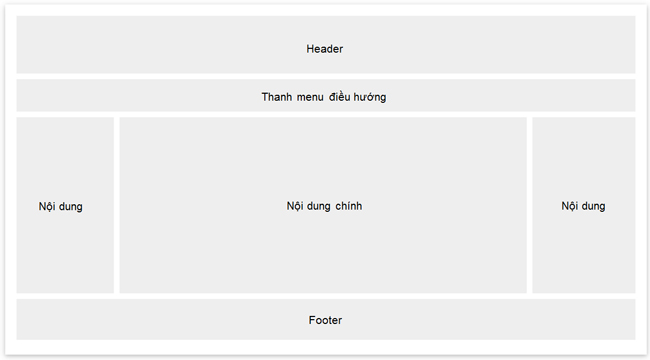 Header
Thanh menu điều hướng
Nội dung
Nội dung chính
Nội dung
Footer